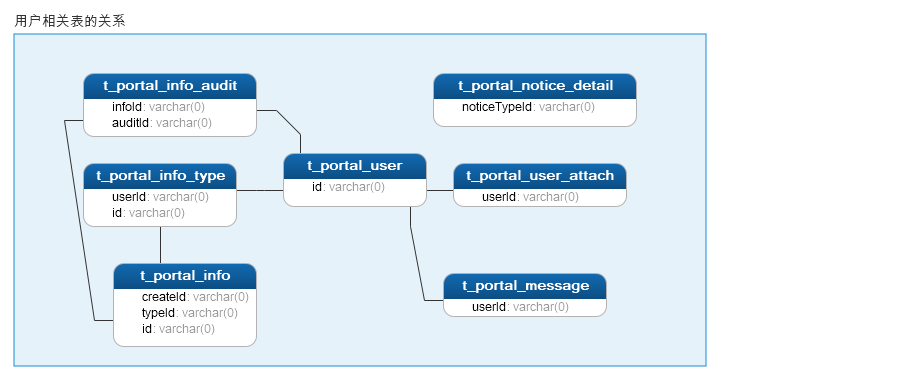 用户相关表的关系
t_portal_info_audit
infoId: varchar(0)
auditId: varchar(0)
t_portal_notice_detail
noticeTypeId: varchar(0)
t_portal_info_type
userId: varchar(0)
id: varchar(0)
t_portal_user
id: varchar(0)
t_portal_user_attach
userId: varchar(0)
t_portal_info
createId: varchar(0)
typeId: varchar(0)
id: varchar(0)
t_portal_message
userId: varchar(0)